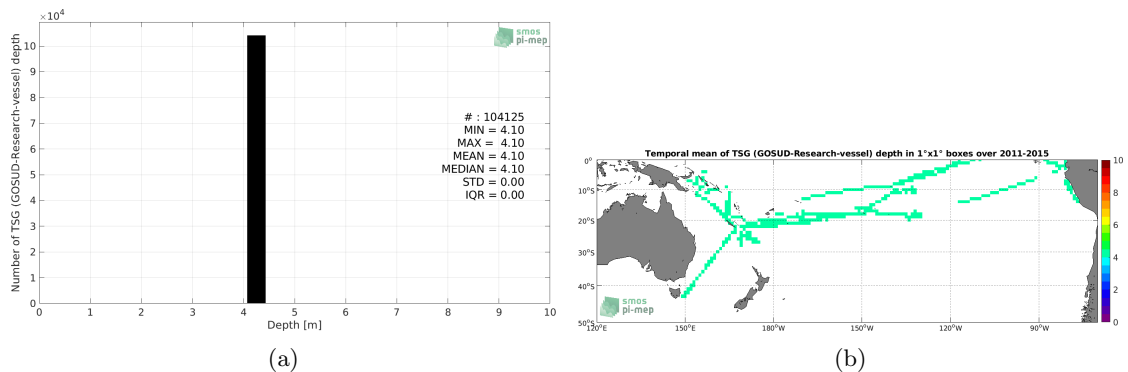 ×10⁴
Number of TSG (GOSUD-Research-vessel) depth
10
9
8
7
6
5
4
3
2
1
0
smos
pi-mep
# : 104125
MIN = 4.10
MAX = 4.10
MEAN = 4.10
MEDIAN = 4.10
STD = 0.00
IQR = 0.00
0 1 2 3 4 5 6 7 8 9 10
Depth [m]
(a)
Temporal mean of TSG (GOSUD-Research-vessel) depth in 1°x1° boxes over 2011-2015
0°
10°S
20°S
30°S
40°S
50°S
120°E 150°E 180°W 150°W 120°W 90°W
10
8
6
4
2
0
smos
pi-mep
(b)